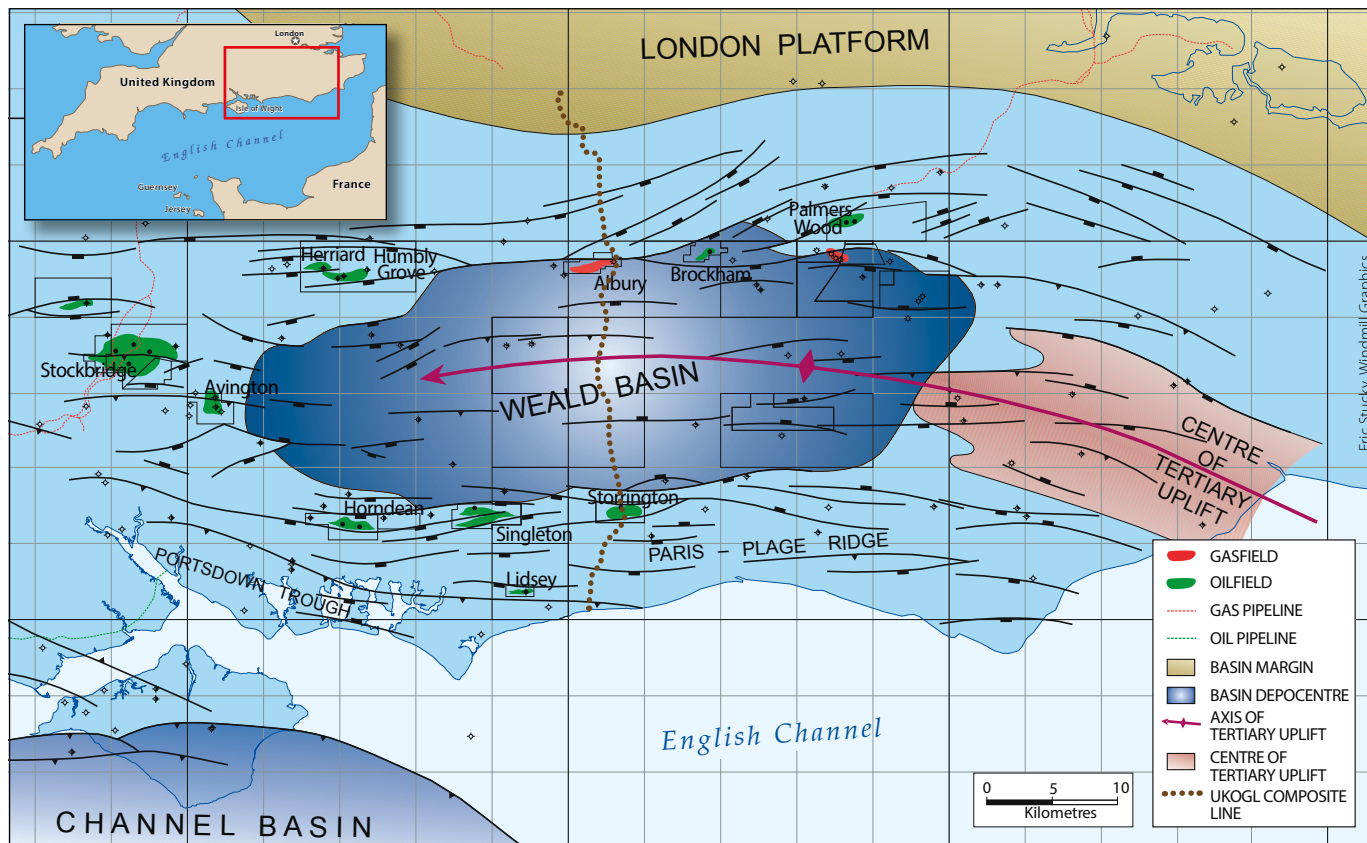 London
United Kingdom
Isle of Wight
English Channel
Guernsey
Jersey
France
LONDON PLATFORM
Palmers
Wood
Herriard
Humbly
Grove
Albury
Brockham
Stockbridge
Avington
WEALD BASIN
CENTRE
OF
TERTIARY
UPLIFT
Horndean
Singleton
Storrington
PARIS – PLAGE RIDGE
Lidsey
PORTSDOWN TROUGH
English Channel
CHANNEL BASIN
0 5 10
Kilometres
GASFIELD
OILFIELD
GAS PIPELINE
OIL PIPELINE
BASIN MARGIN
BASIN DEPOCENTRE
AXIS OF
TERTIARY UPLIFT
CENTRE OF
TERTIARY UPLIFT
UKOGL COMPOSITE
LINE
Eric Stucky Windmill Graphics